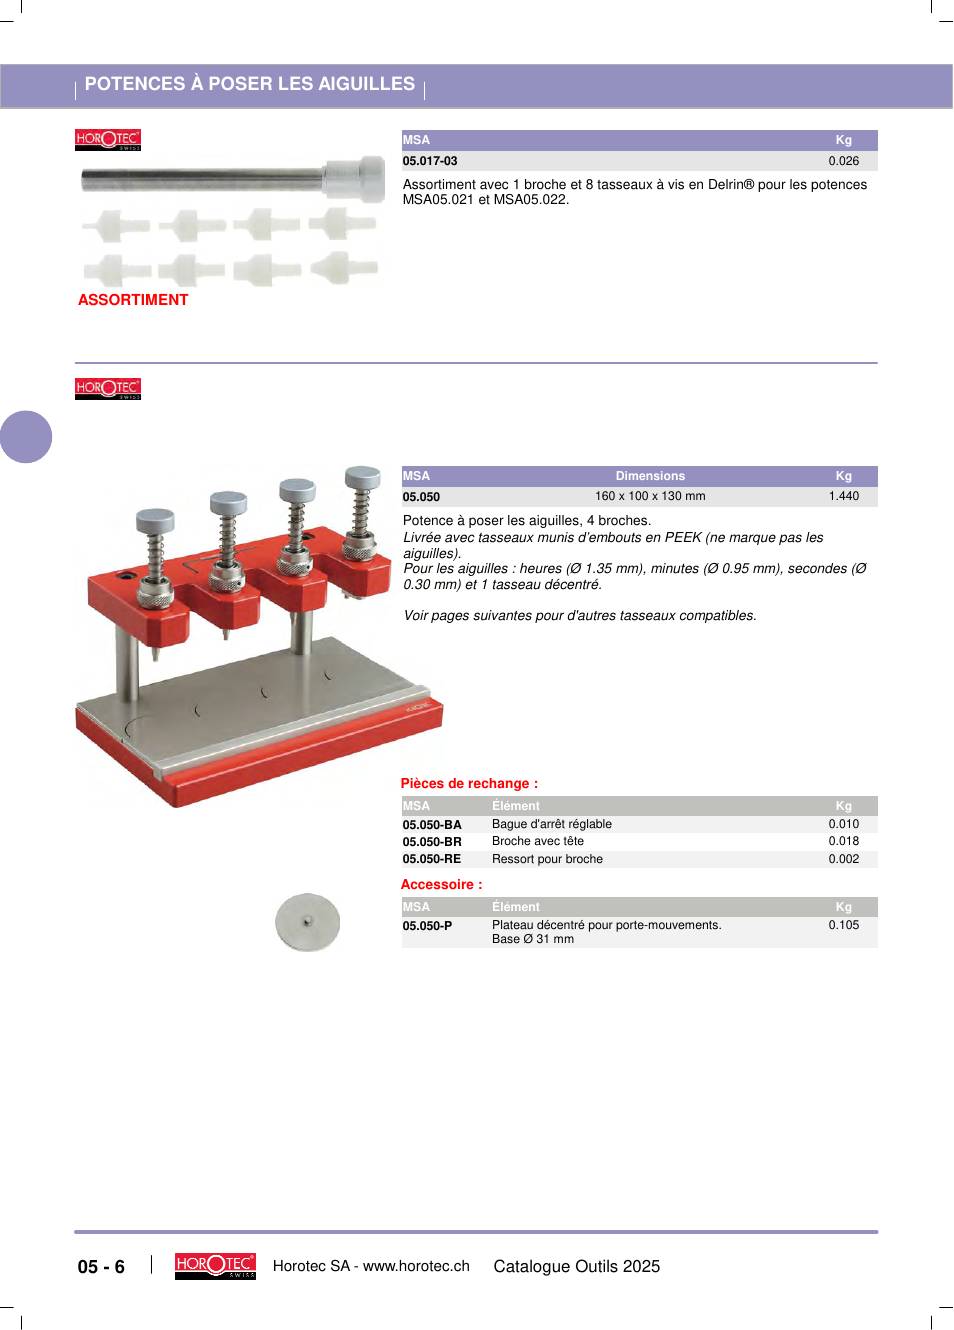 POTENCES À POSER LES AIGUILLES
HOROTEC®
SWISS
MSA Kg
05.017-03 0.026
Assortiment avec 1 broche et 8 tasseaux à vis en Delrin® pour les potences
MSA05.021 et MSA05.022.
ASSORTIMENT
HOROTEC®
SWISS
MSA Dimensions Kg
05.050 160 x 100 x 130 mm 1.440
Potence à poser les aiguilles, 4 broches.
Livrée avec tasseaux munis d'embouts en PEEK (ne marque pas les
aiguilles).
Pour les aiguilles : heures (Ø 1.35 mm), minutes (Ø 0.95 mm), secondes (Ø
0.30 mm) et 1 tasseau décentré.
Voir pages suivantes pour d'autres tasseaux compatibles.
HOROTEC
Pièces de rechange :
MSA Élément Kg
05.050-BA Bague d'arrêt réglable 0.010
05.050-BR Broche avec tête 0.018
05.050-RE Ressort pour broche 0.002
Accessoire :
MSA Élément Kg
05.050-P Plateau décentré pour porte-mouvements. 0.105
Base Ø 31 mm
05 - 6 HOROTEC® SWISS Horotec SA - www.horotec.ch Catalogue Outils 2025